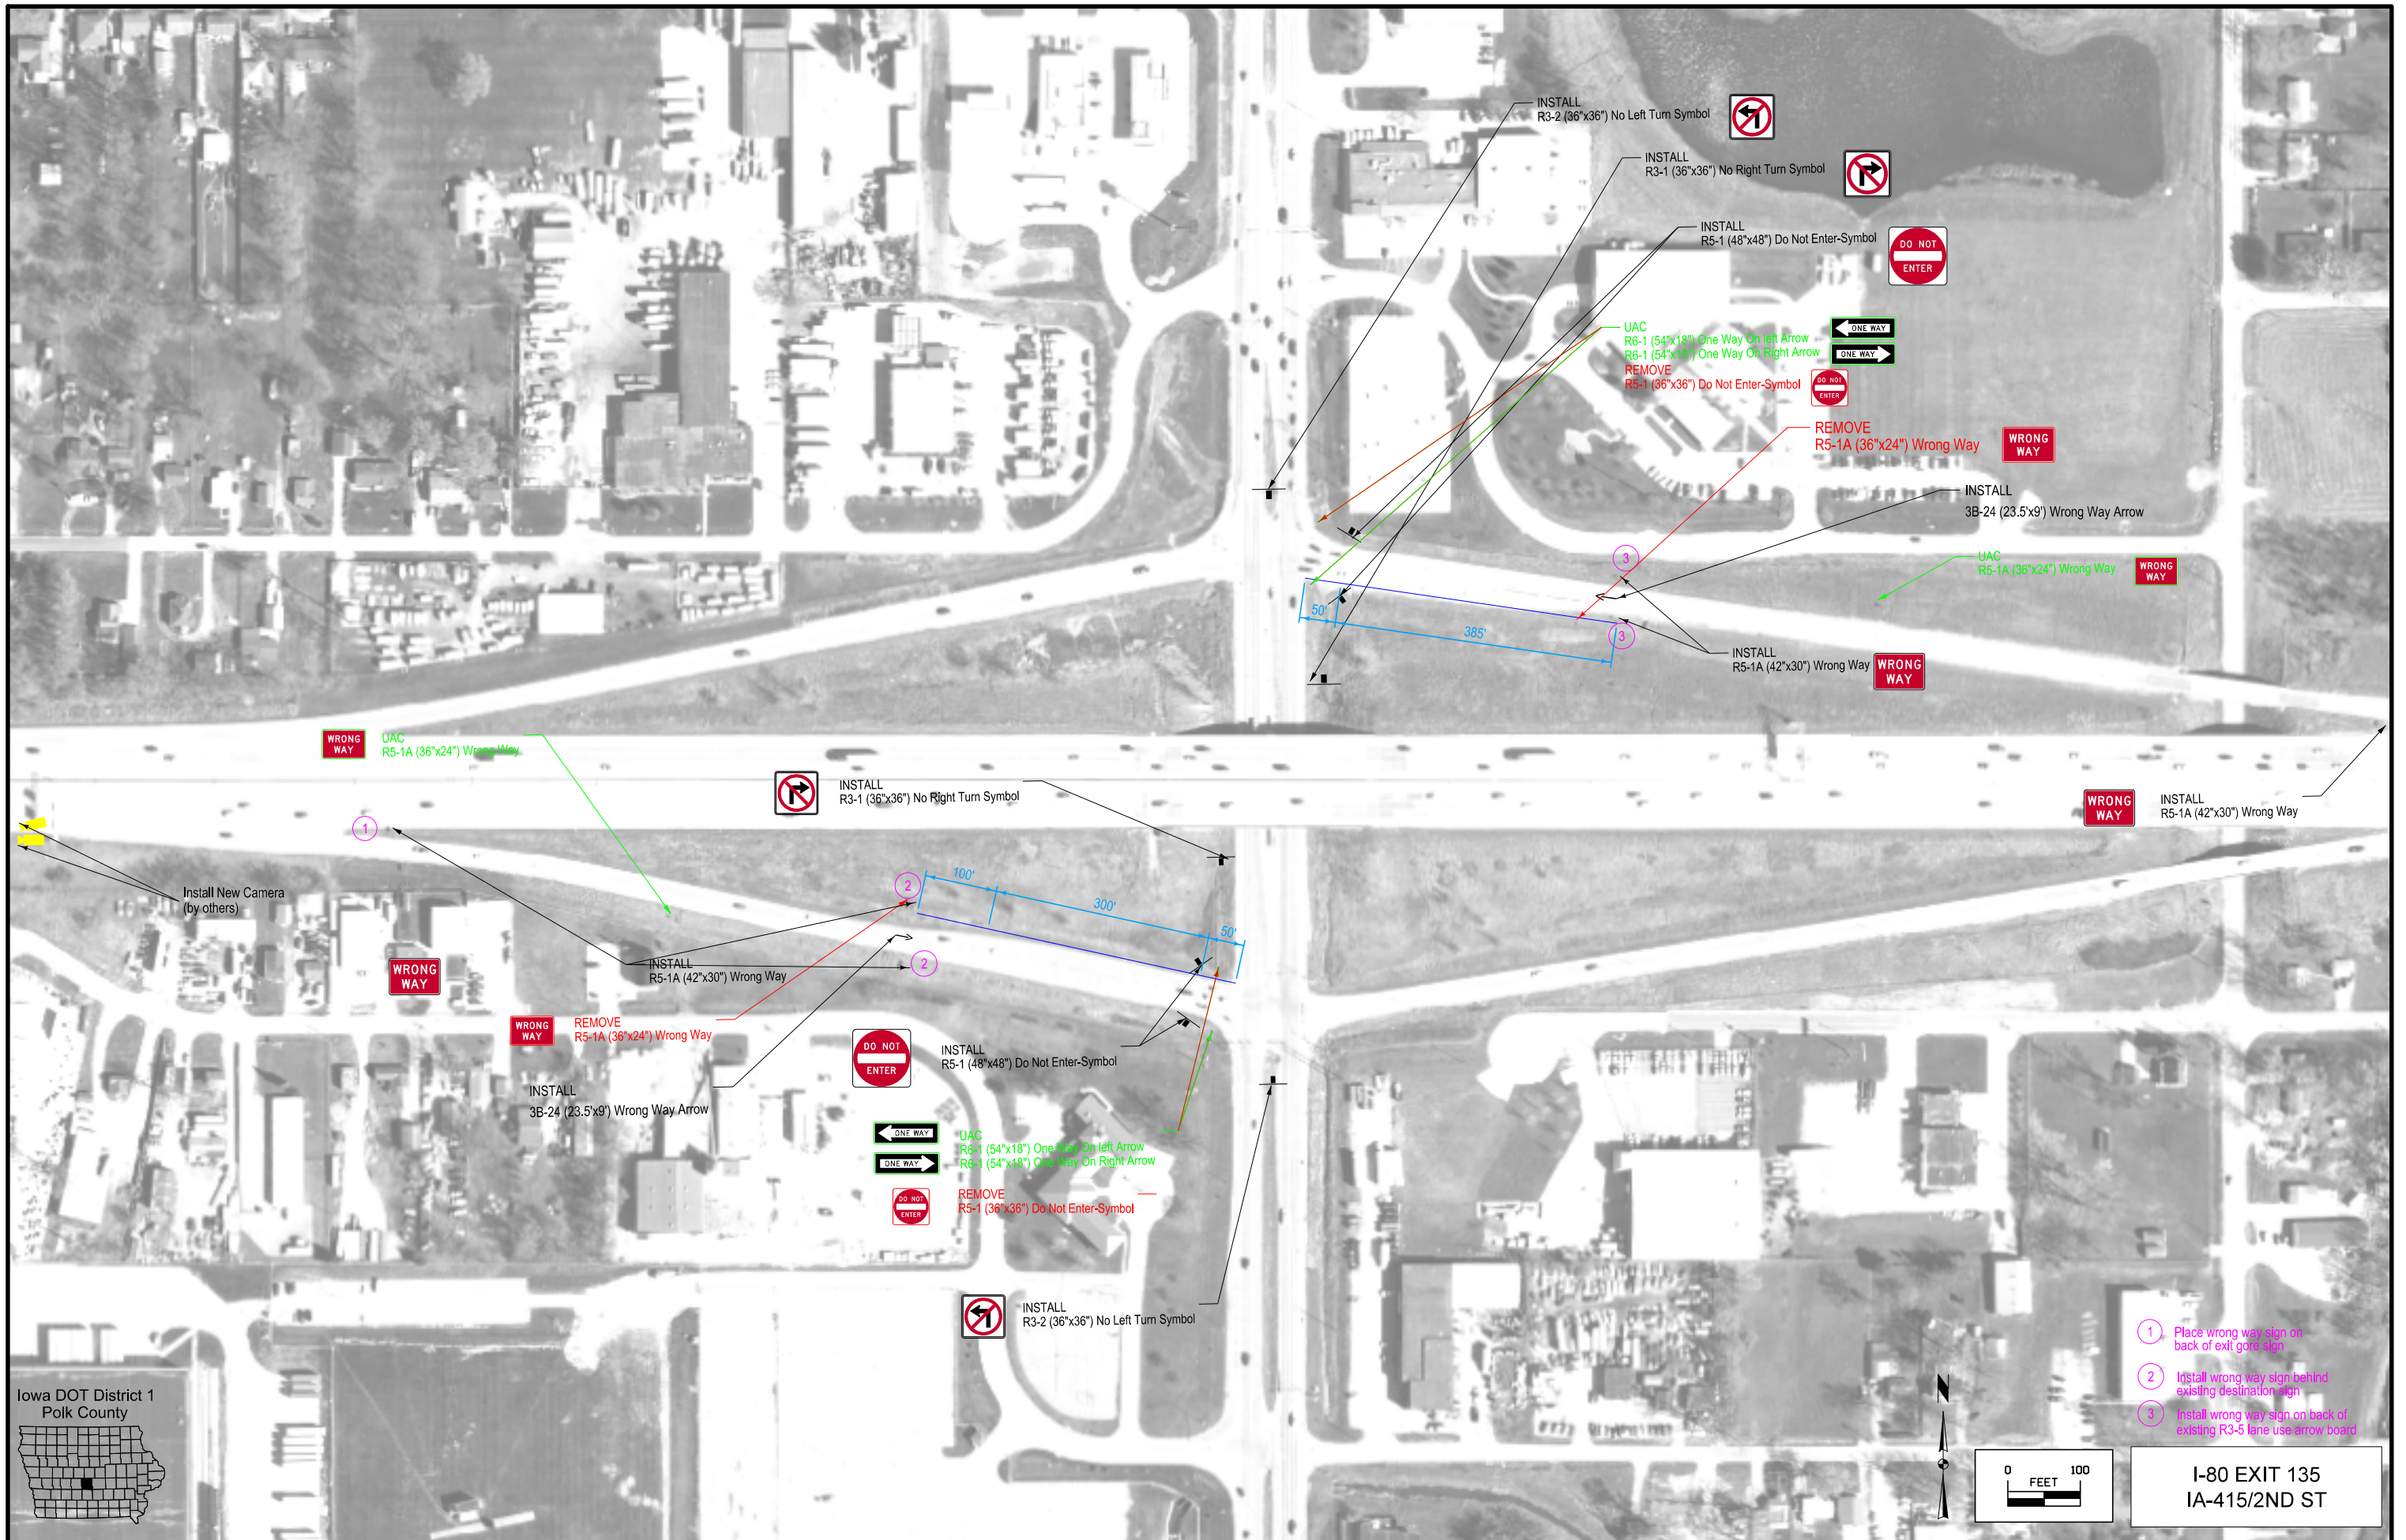 INSTALL
R3-2 (36"x36") No Left Turn Symbol
INSTALL
R3-1 (36"x36") No Right Turn Symbol
INSTALL
R5-1 (48"x48") Do Not Enter-Symbol
DO NOT
ENTER
UAC
R6-1 (54"x18") One Way On left Arrow
R6-1 (54"x18") One Way On Right Arrow
ONE WAY
ONE WAY
REMOVE
R5-1 (36"x36") Do Not Enter-Symbol
DO NOT
ENTER
REMOVE
R5-1A (36"x24") Wrong Way
WRONG
WAY
INSTALL
3B-24 (23.5'x9') Wrong Way Arrow
UAC
R5-1A (36"x24") Wrong Way
WRONG
WAY
3
3
50'
385'
INSTALL
R5-1A (42"x30") Wrong Way
WRONG
WAY
WRONG
WAY
UAC
R5-1A (36"x24") Wrong Way
INSTALL
R3-1 (36"x36") No Right Turn Symbol
WRONG
WAY
INSTALL
R5-1A (42"x30") Wrong Way
1
Install New Camera
(by others)
2
100'
300'
50'
2
WRONG
WAY
INSTALL
R5-1A (42"x30") Wrong Way
WRONG
WAY
REMOVE
R5-1A (36"x24") Wrong Way
INSTALL
3B-24 (23.5'x9') Wrong Way Arrow
DO NOT
ENTER
INSTALL
R5-1 (48"x48") Do Not Enter-Symbol
ONE WAY
ONE WAY
UAC
R6-1 (54"x18") One Way On left Arrow
R6-1 (54"x18") One Way On Right Arrow
DO NOT
ENTER
REMOVE
R5-1 (36"x36") Do Not Enter-Symbol
INSTALL
R3-2 (36"x36") No Left Turn Symbol
1 Place wrong way sign on
back of exit gore sign
2 Install wrong way sign behind
existing destination sign
3 Install wrong way sign on back of
existing R3-5 lane use arrow board
Iowa DOT District 1
Polk County
N
0 100
FEET
I-80 EXIT 135
IA-415/2ND ST